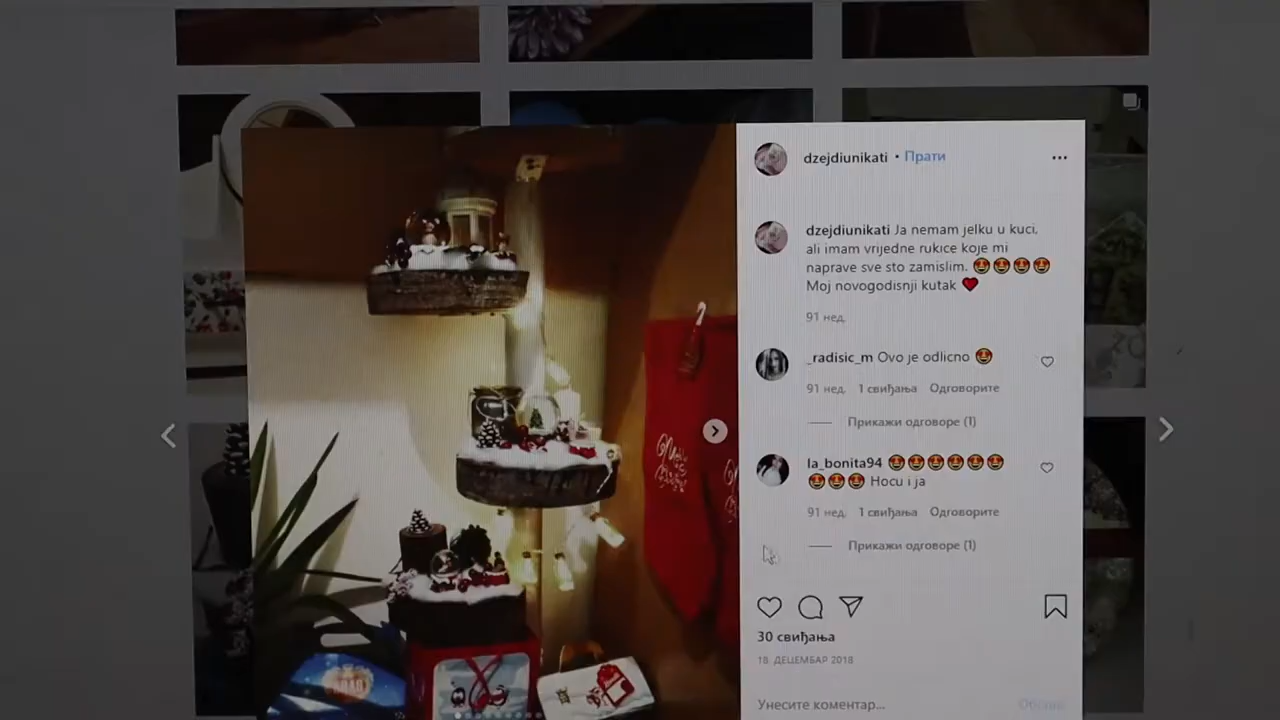 dzejdiunikati • Прати
dzejdiunikati Ja nemam jelku u kuci,
ali imam vrijedne rukice koje mi
naprave sve sto zamislim. 🤩🤩🤩🤩
Moj novogodisnji kutak ❤️
91 нед.
_radisic_m Ovo je odlicno 🤩
91 нед. 1 свиђања Одговорите
Прикажи одговоре (1)
la_bonita94 🤩🤩🤩🤩🤩🤩
🤩🤩🤩 Hocu i ja
91 нед. 1 свиђања Одговорите
Прикажи одговоре (1)
30 свиђања
18. ДЕЦЕМБАР 2018
Унесите коментар...